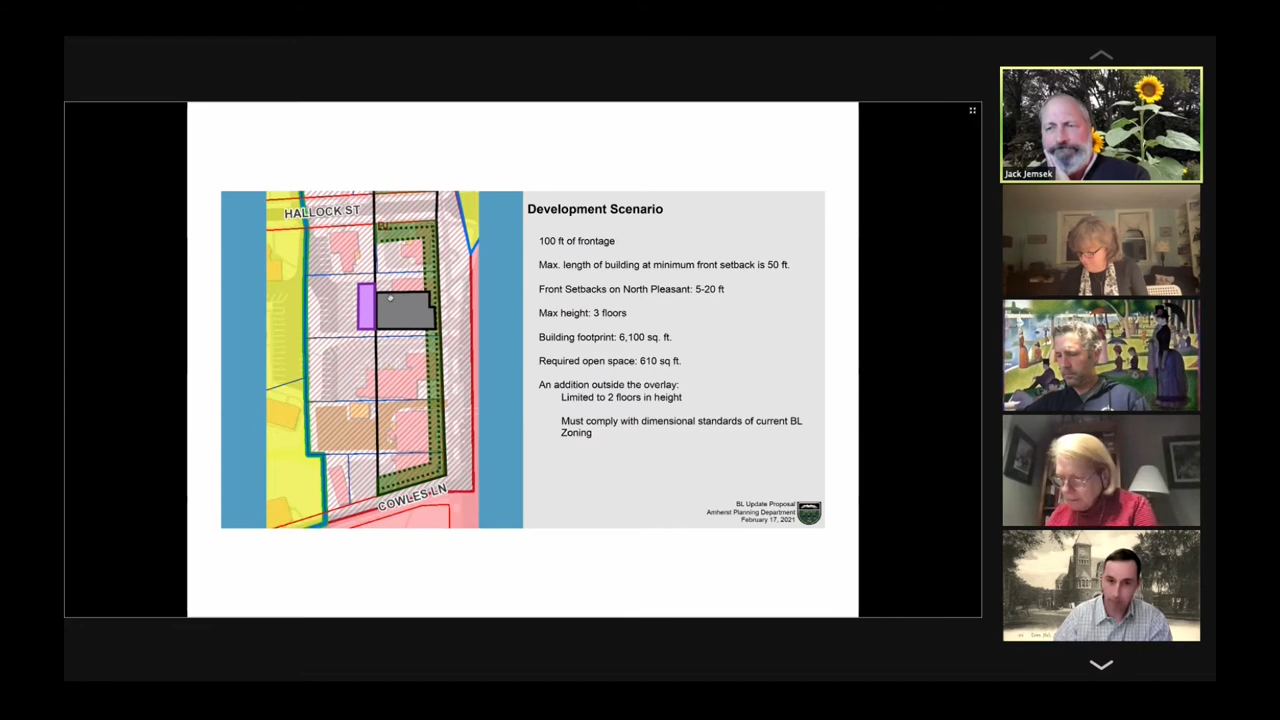 HALLOCK ST
BL
COWLES LN
Development Scenario
100 ft of frontage
Max. length of building at minimum front setback is 50 ft.
Front Setbacks on North Pleasant: 5-20 ft
Max height: 3 floors
Building footprint: 6,100 sq. ft.
Required open space: 610 sq ft.
An addition outside the overlay:
Limited to 2 floors in height
Must comply with dimensional standards of current BL
Zoning
BL Update Proposal
Amherst Planning Department
February 17, 2021
Jack Jemsek